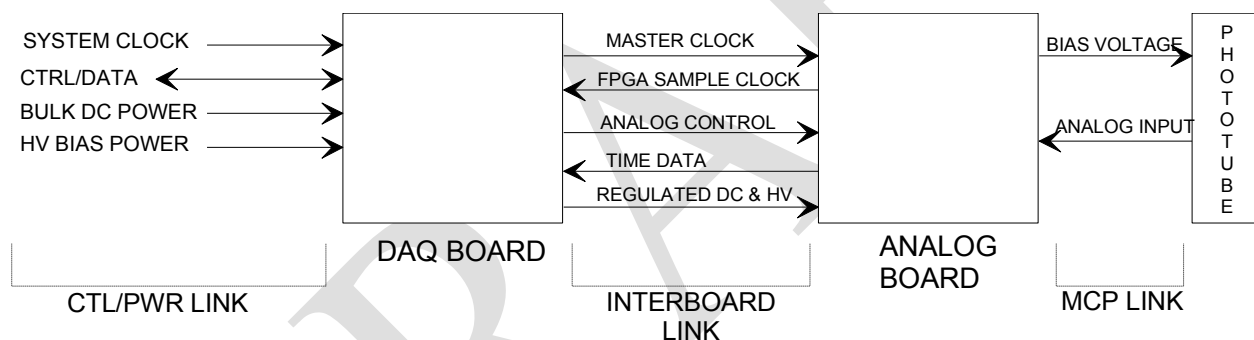 SYSTEM CLOCK
CTRL/DATA
BULK DC POWER
HV BIAS POWER
MASTER CLOCK
FPGA SAMPLE CLOCK
ANALOG CONTROL
TIME DATA
REGULATED DC & HV
BIAS VOLTAGE
ANALOG INPUT
PHOTOTUBE
DAQ BOARD
ANALOG
BOARD
CTL/PWR LINK
INTERBOARD
LINK
MCP LINK